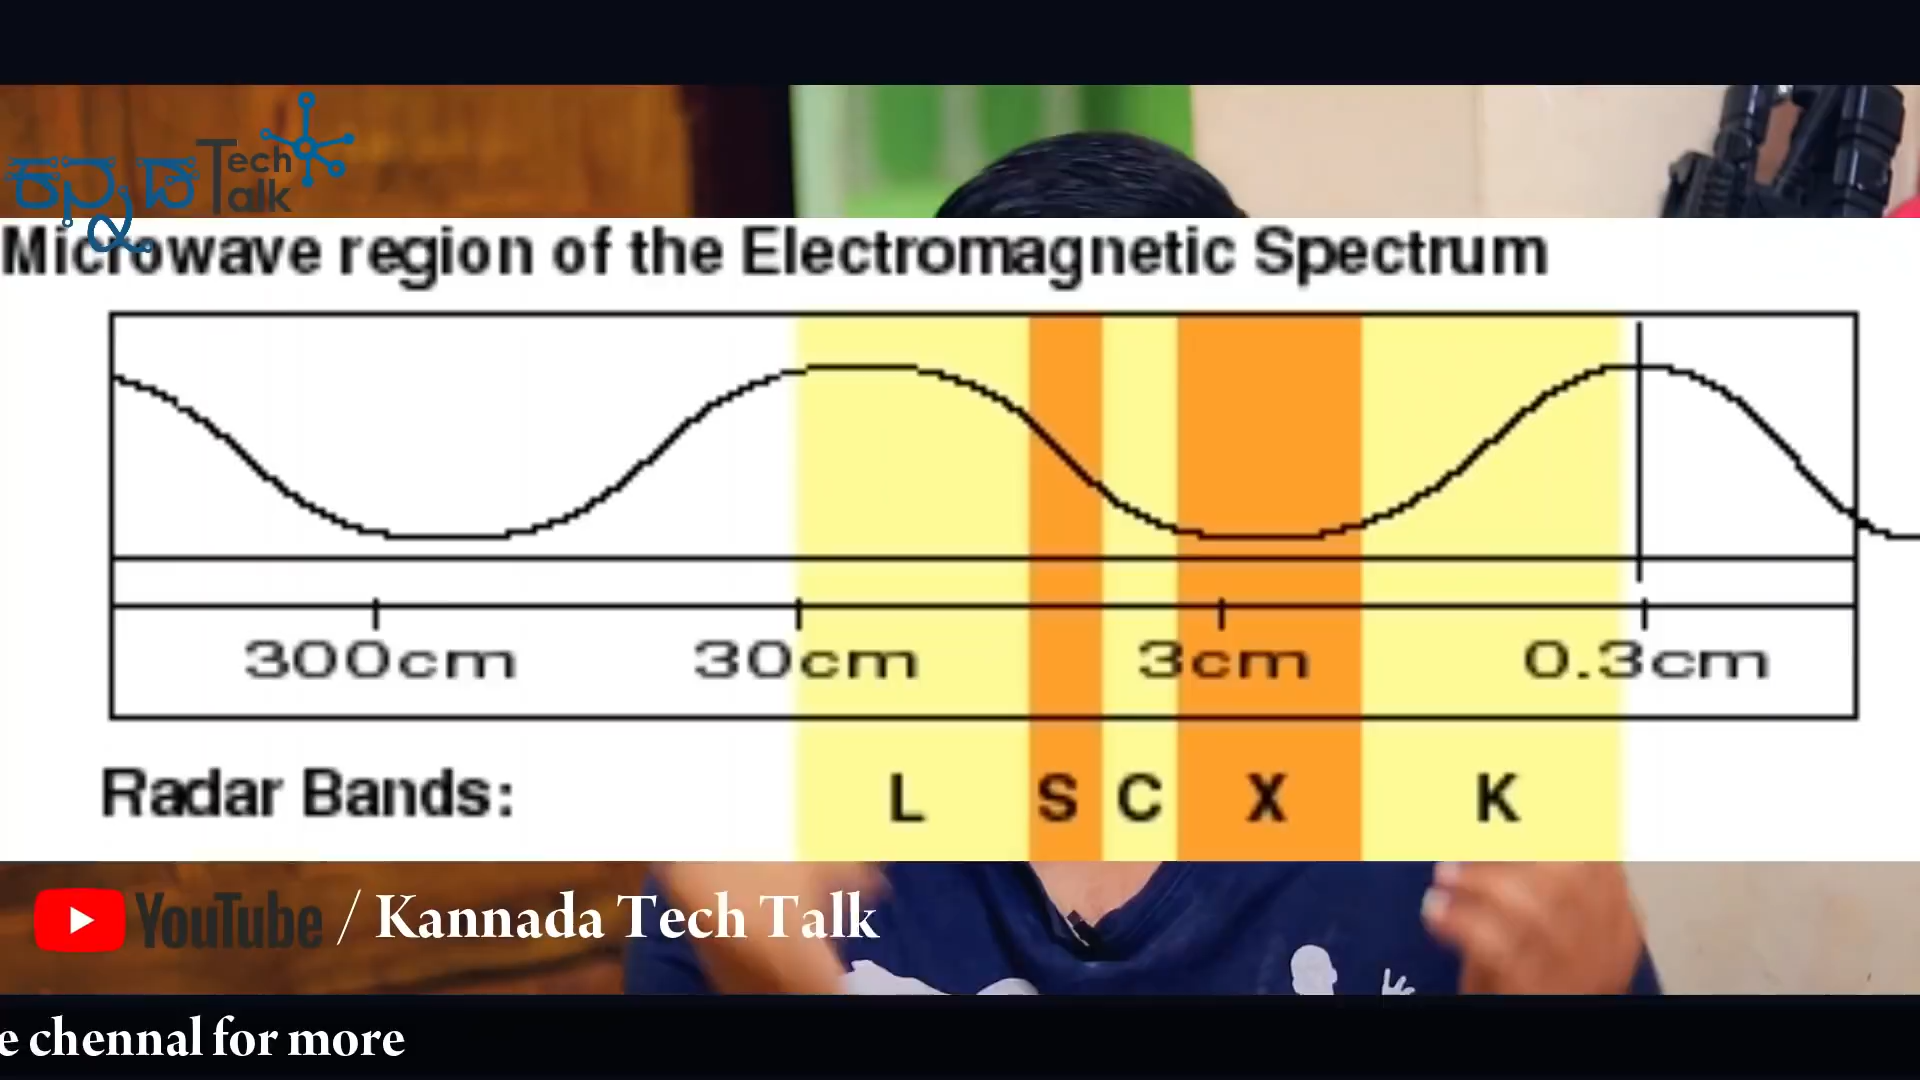 ಕನ್ನಡ Tech Talk
Microwave region of the Electromagnetic Spectrum
300cm 30cm 3cm 0.3cm
Radar Bands: L S C X K
YouTube / Kannada Tech Talk
e chennal for more